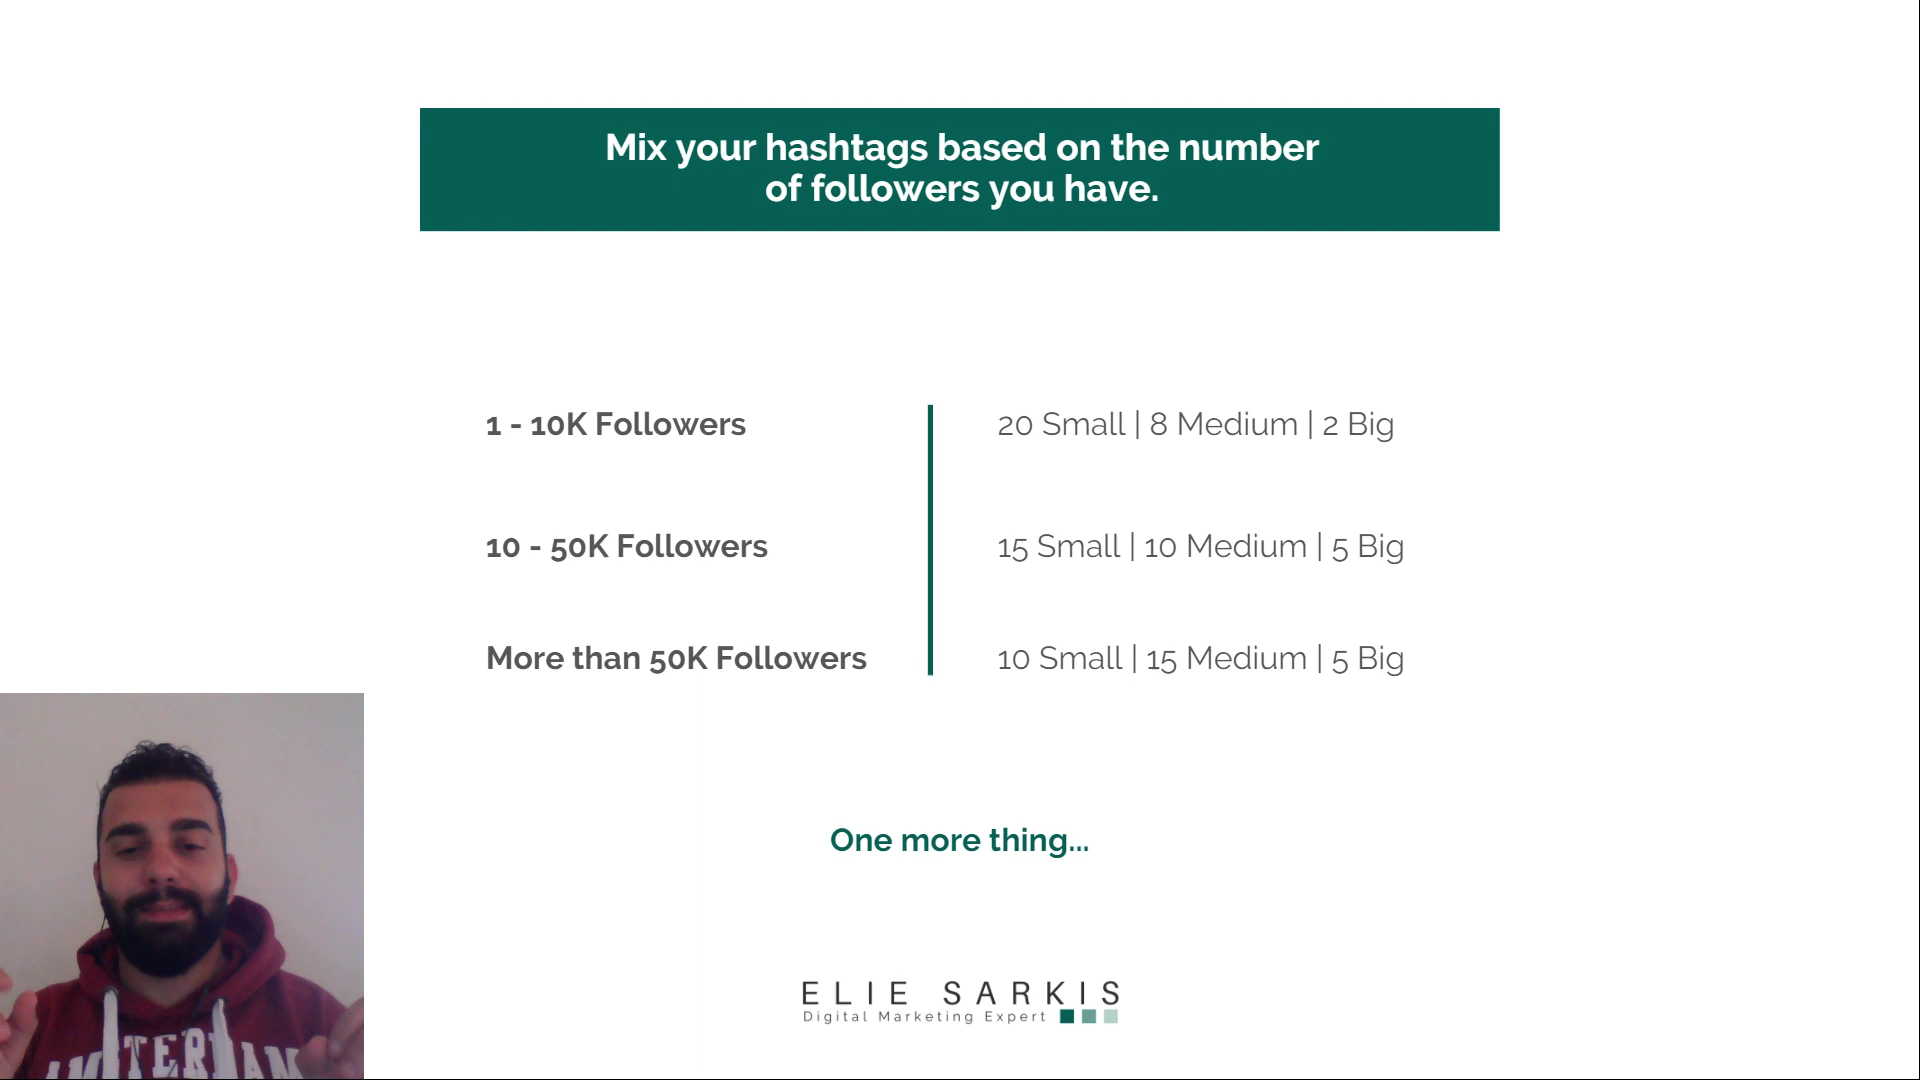 Mix your hashtags based on the number
of followers you have.
1 - 10K Followers
20 Small | 8 Medium | 2 Big
10 - 50K Followers
15 Small | 10 Medium | 5 Big
More than 50K Followers
10 Small | 15 Medium | 5 Big
One more thing...
ELIE SARKIS
Digital Marketing Expert
AMSTERDAM